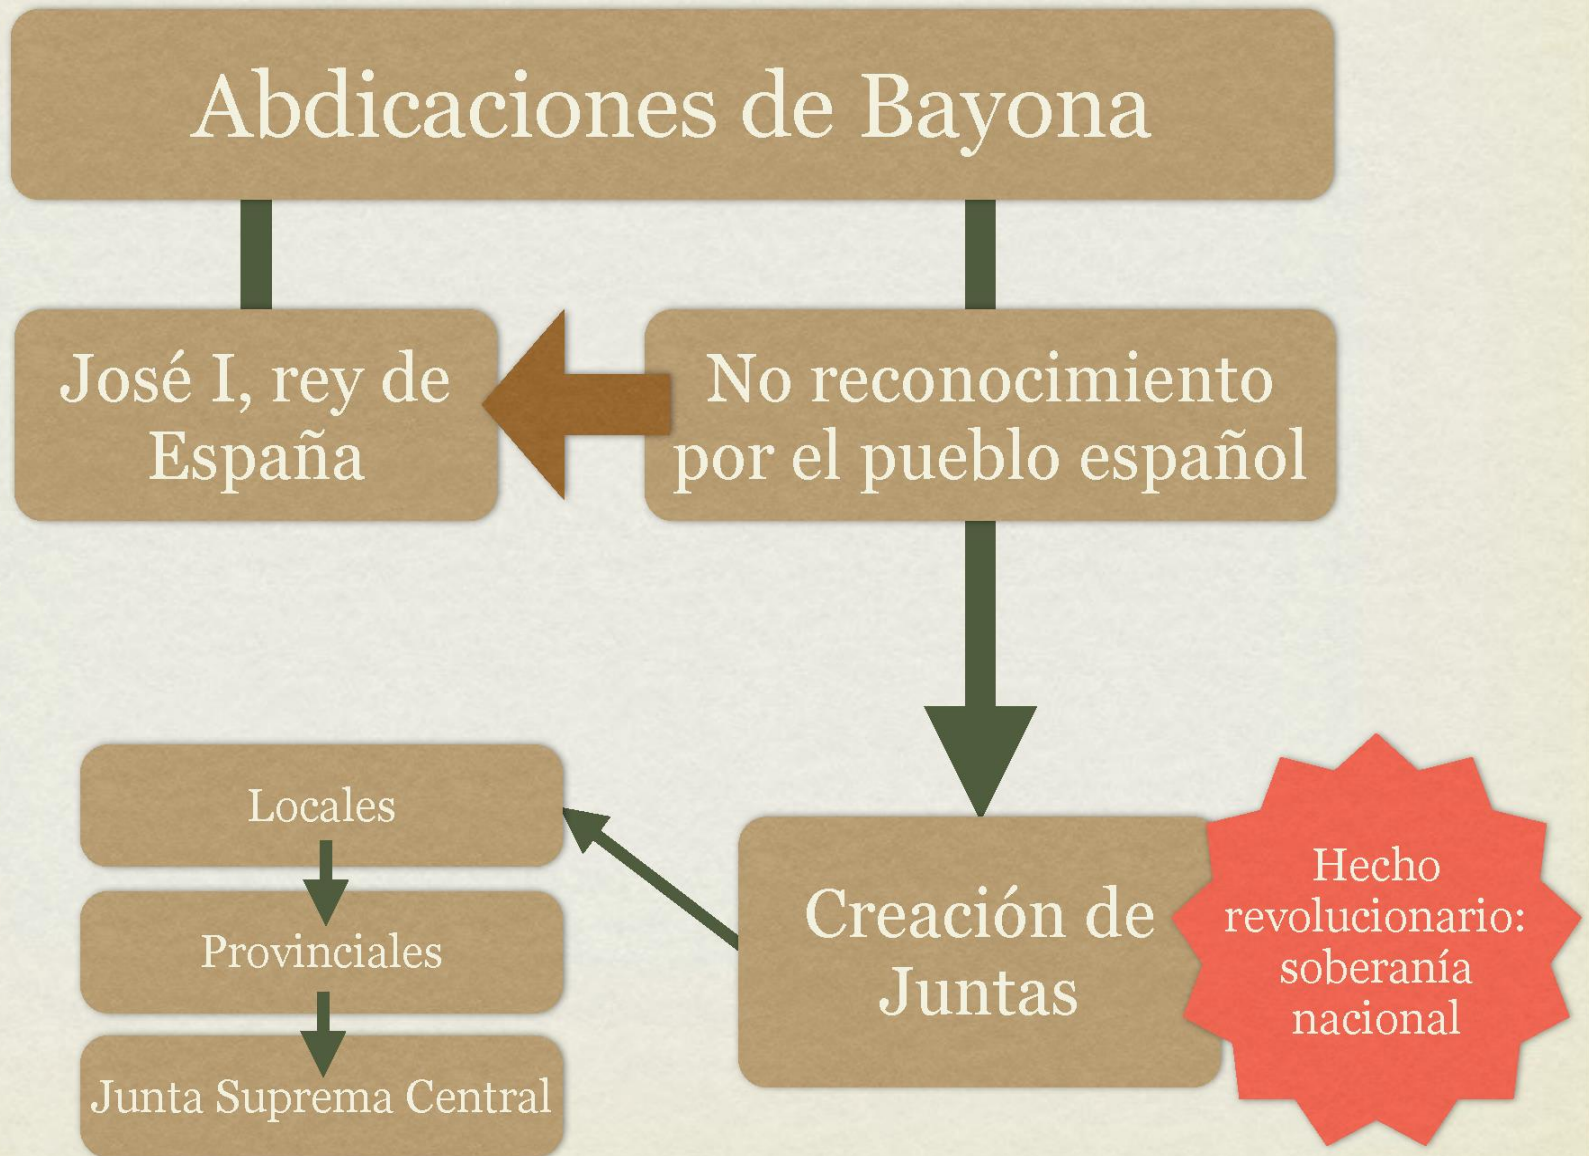 Abdicaciones de Bayona
José I, rey de
España
No reconocimiento
por el pueblo español
Locales
Provinciales
Junta Suprema Central
Creación de
Juntas
Hecho
revolucionario:
soberanía
nacional